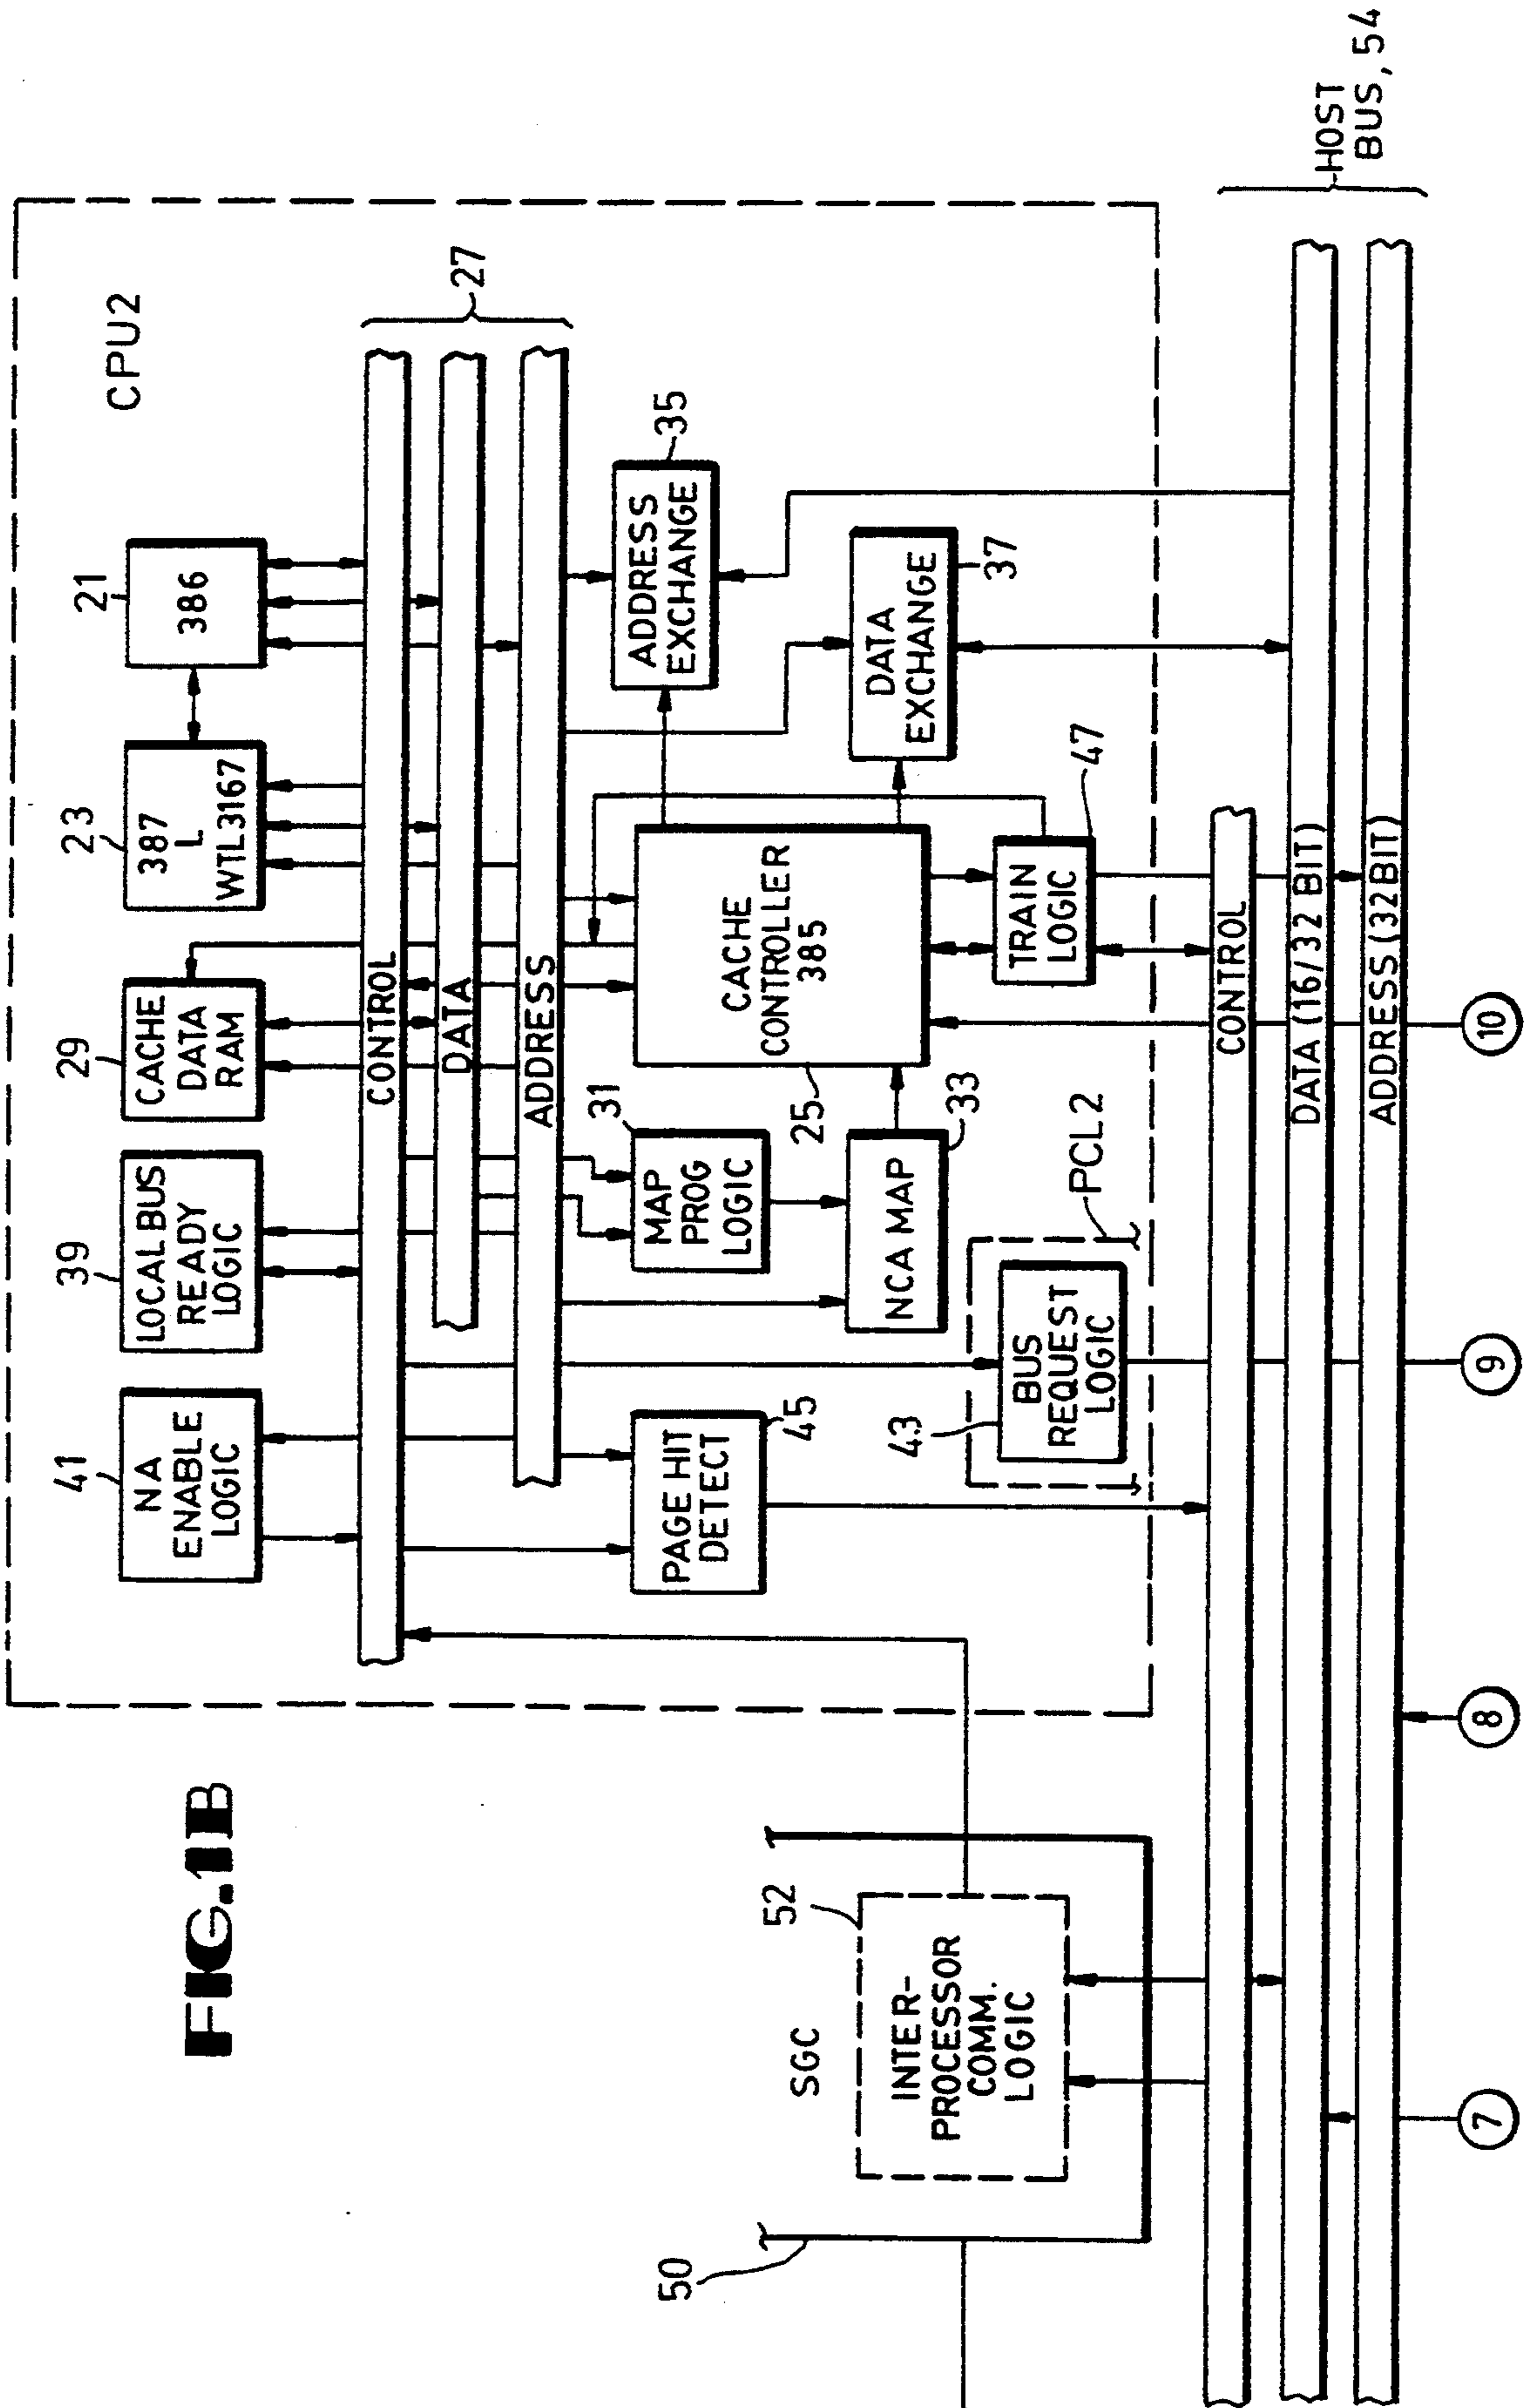 FIG.1B
CPU2
41
NA
ENABLE
LOGIC
39
LOCAL BUS
READY
LOGIC
29
CACHE
DATA
RAM
23
387
L
WTL3167
21
386
CONTROL
DATA
ADDRESS
27
45
PAGE HIT
DETECT
31
MAP
PROG
LOGIC
ADDRESS
EXCHANGE
35
CACHE
CONTROLLER
385
25
NCA MAP
33
DATA
EXCHANGE
37
43
BUS
REQUEST
LOGIC
PCL2
TRAIN
LOGIC
47
50
SGC
52
INTER-
PROCESSOR
COMM.
LOGIC
CONTROL
DATA (16/32 BIT)
ADDRESS (32 BIT)
HOST
BUS, 54
7
8
9
10